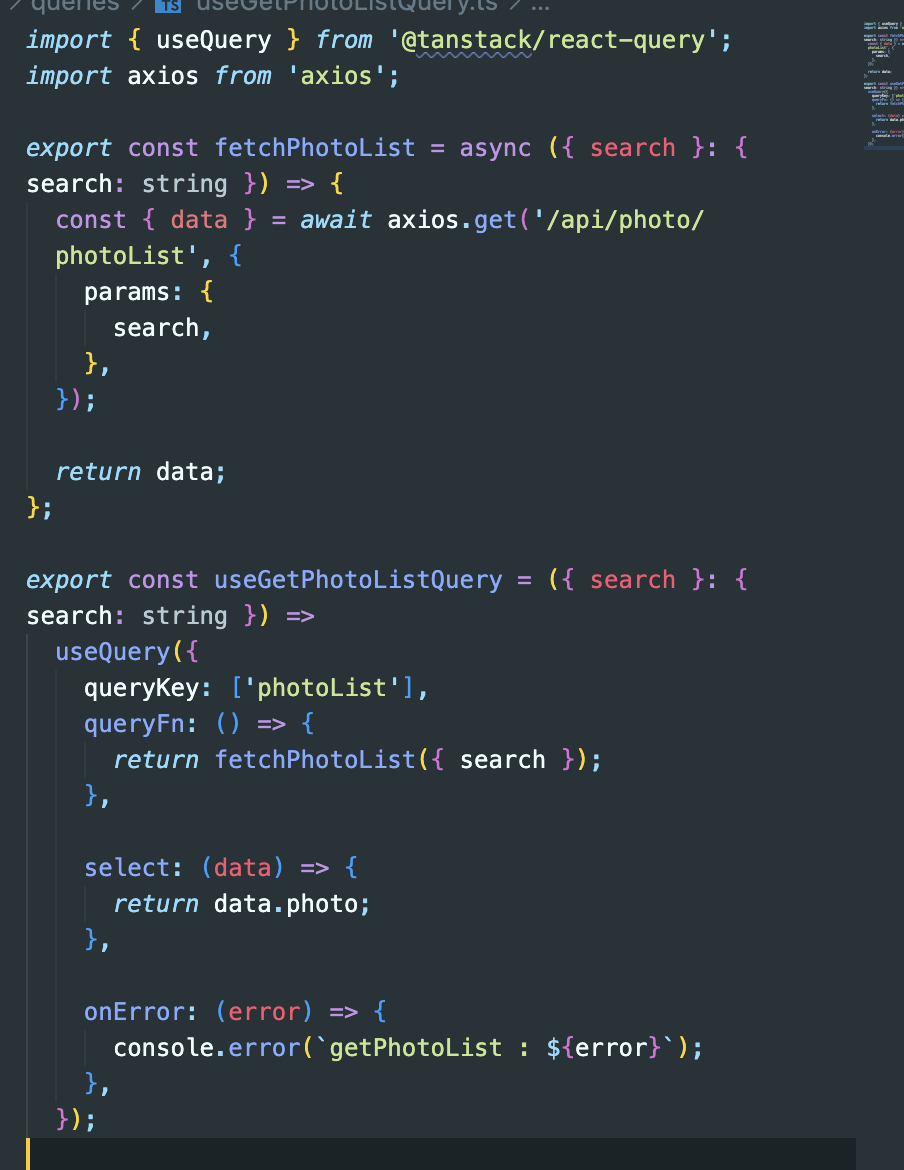 queries > TS useGetPhotoListQuery.ts > ...
import { useQuery } from '@tanstack/react-query';
import axios from 'axios';

export const fetchPhotoList = async ({ search }: {
search: string }) => {
  const { data } = await axios.get('/api/photo/
  photoList', {
    params: {
      search,
    },
  });

  return data;
};

export const useGetPhotoListQuery = ({ search }: {
search: string }) =>
  useQuery({
    queryKey: ['photoList'],
    queryFn: () => {
      return fetchPhotoList({ search });
    },

    select: (data) => {
      return data.photo;
    },

    onError: (error) => {
      console.error(`getPhotoList : ${error}`);
    },
  });